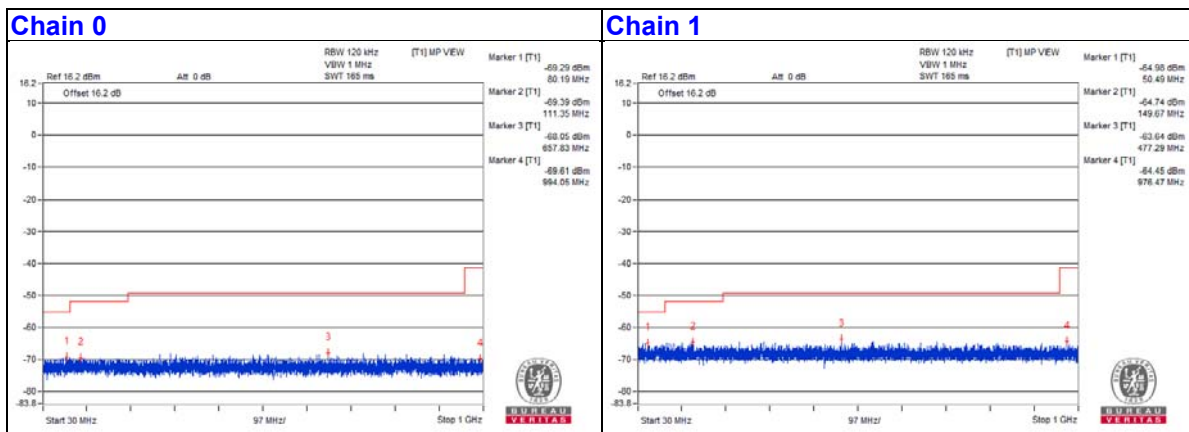 Chain 0
RBW 120 kHz [T1] MP VIEW
VBW 1 MHz
Ref 16.2 dBm Att 0 dB SWT 165 ms
Offset 16.2 dB
16.2
10
0
-10
-20
-30
-40
-50
-60
-70
-80
-83.8
1 2 3 4
Start 30 MHz 97 MHz/ Stop 1 GHz
Marker 1 [T1]
-69.29 dBm
80.19 MHz
Marker 2 [T1]
-69.39 dBm
111.35 MHz
Marker 3 [T1]
-68.05 dBm
657.83 MHz
Marker 4 [T1]
-69.61 dBm
994.05 MHz
BUREAU
VERITAS
Chain 1
RBW 120 kHz [T1] MP VIEW
VBW 1 MHz
Ref 16.2 dBm Att 0 dB SWT 165 ms
Offset 16.2 dB
16.2
10
0
-10
-20
-30
-40
-50
-60
-70
-80
-83.8
1 2 3 4
Start 30 MHz 97 MHz/ Stop 1 GHz
Marker 1 [T1]
-64.98 dBm
50.49 MHz
Marker 2 [T1]
-64.74 dBm
149.67 MHz
Marker 3 [T1]
-63.64 dBm
477.29 MHz
Marker 4 [T1]
-64.45 dBm
976.47 MHz
BUREAU
VERITAS